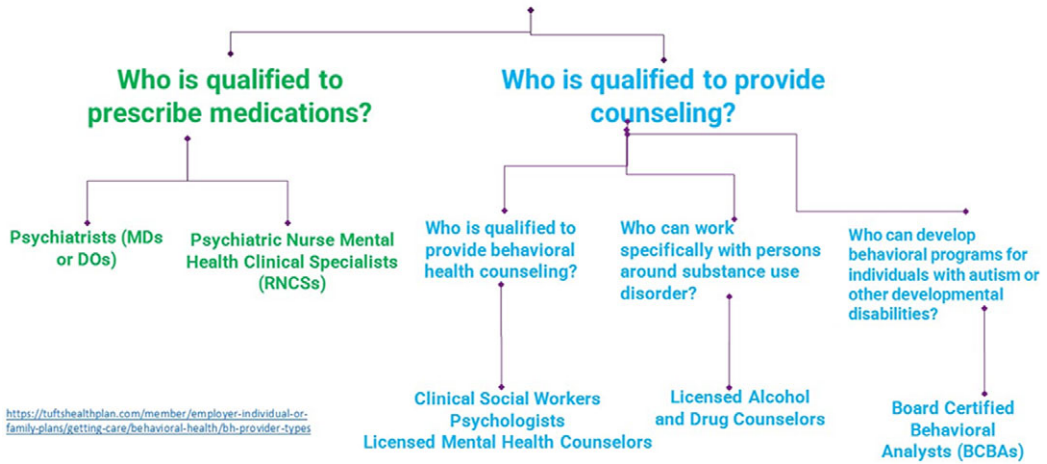 Who is qualified to
prescribe medications?
Who is qualified to provide
counseling?
Psychiatrists (MDs
or DOs)
Psychiatric Nurse Mental
Health Clinical Specialists
(RNCSs)
Who is qualified to
provide behavioral
health counseling?
Who can work
specifically with persons
around substance use
disorder?
Who can develop
behavioral programs for
individuals with autism or
other developmental
disabilities?
Clinical Social Workers
Psychologists
Licensed Mental Health Counselors
Licensed Alcohol
and Drug Counselors
Board Certified
Behavioral
Analysts (BCBAs)
https://tuftshealthplan.com/member/employer-individual-or-
family-plans/getting-care/behavioral-health/bh-provider-types